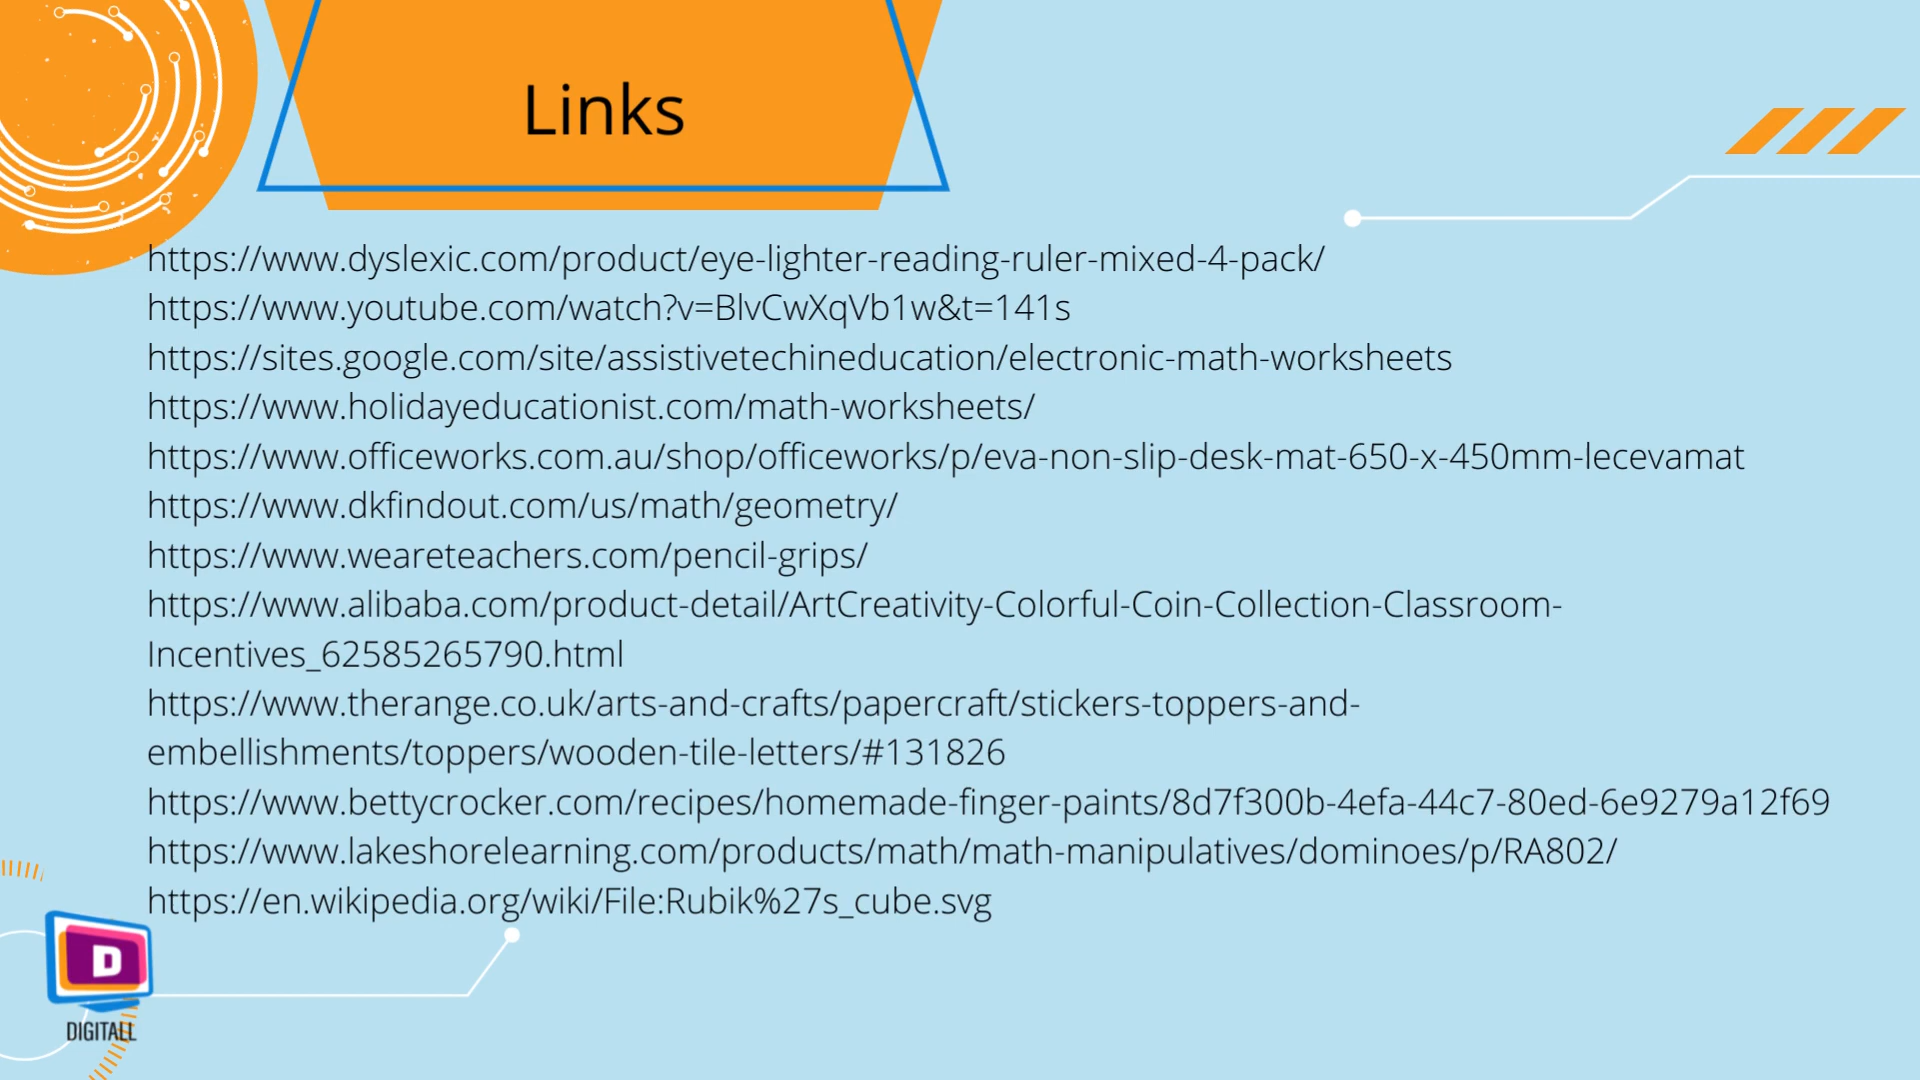 Links
https://www.dyslexic.com/product/eye-lighter-reading-ruler-mixed-4-pack/
https://www.youtube.com/watch?v=BlvCwXqVb1w&t=141s
https://sites.google.com/site/assistivetechineducation/electronic-math-worksheets
https://www.holidayeducationist.com/math-worksheets/
https://www.officeworks.com.au/shop/officeworks/p/eva-non-slip-desk-mat-650-x-450mm-lecevamat
https://www.dkfindout.com/us/math/geometry/
https://www.weareteachers.com/pencil-grips/
https://www.alibaba.com/product-detail/ArtCreativity-Colorful-Coin-Collection-Classroom-
Incentives_62585265790.html
https://www.therange.co.uk/arts-and-crafts/papercraft/stickers-toppers-and-
embellishments/toppers/wooden-tile-letters/#131826
https://www.bettycrocker.com/recipes/homemade-finger-paints/8d7f300b-4efa-44c7-80ed-6e9279a12f69
https://www.lakeshorelearning.com/products/math/math-manipulatives/dominoes/p/RA802/
https://en.wikipedia.org/wiki/File:Rubik%27s_cube.svg
D
DIGITALL